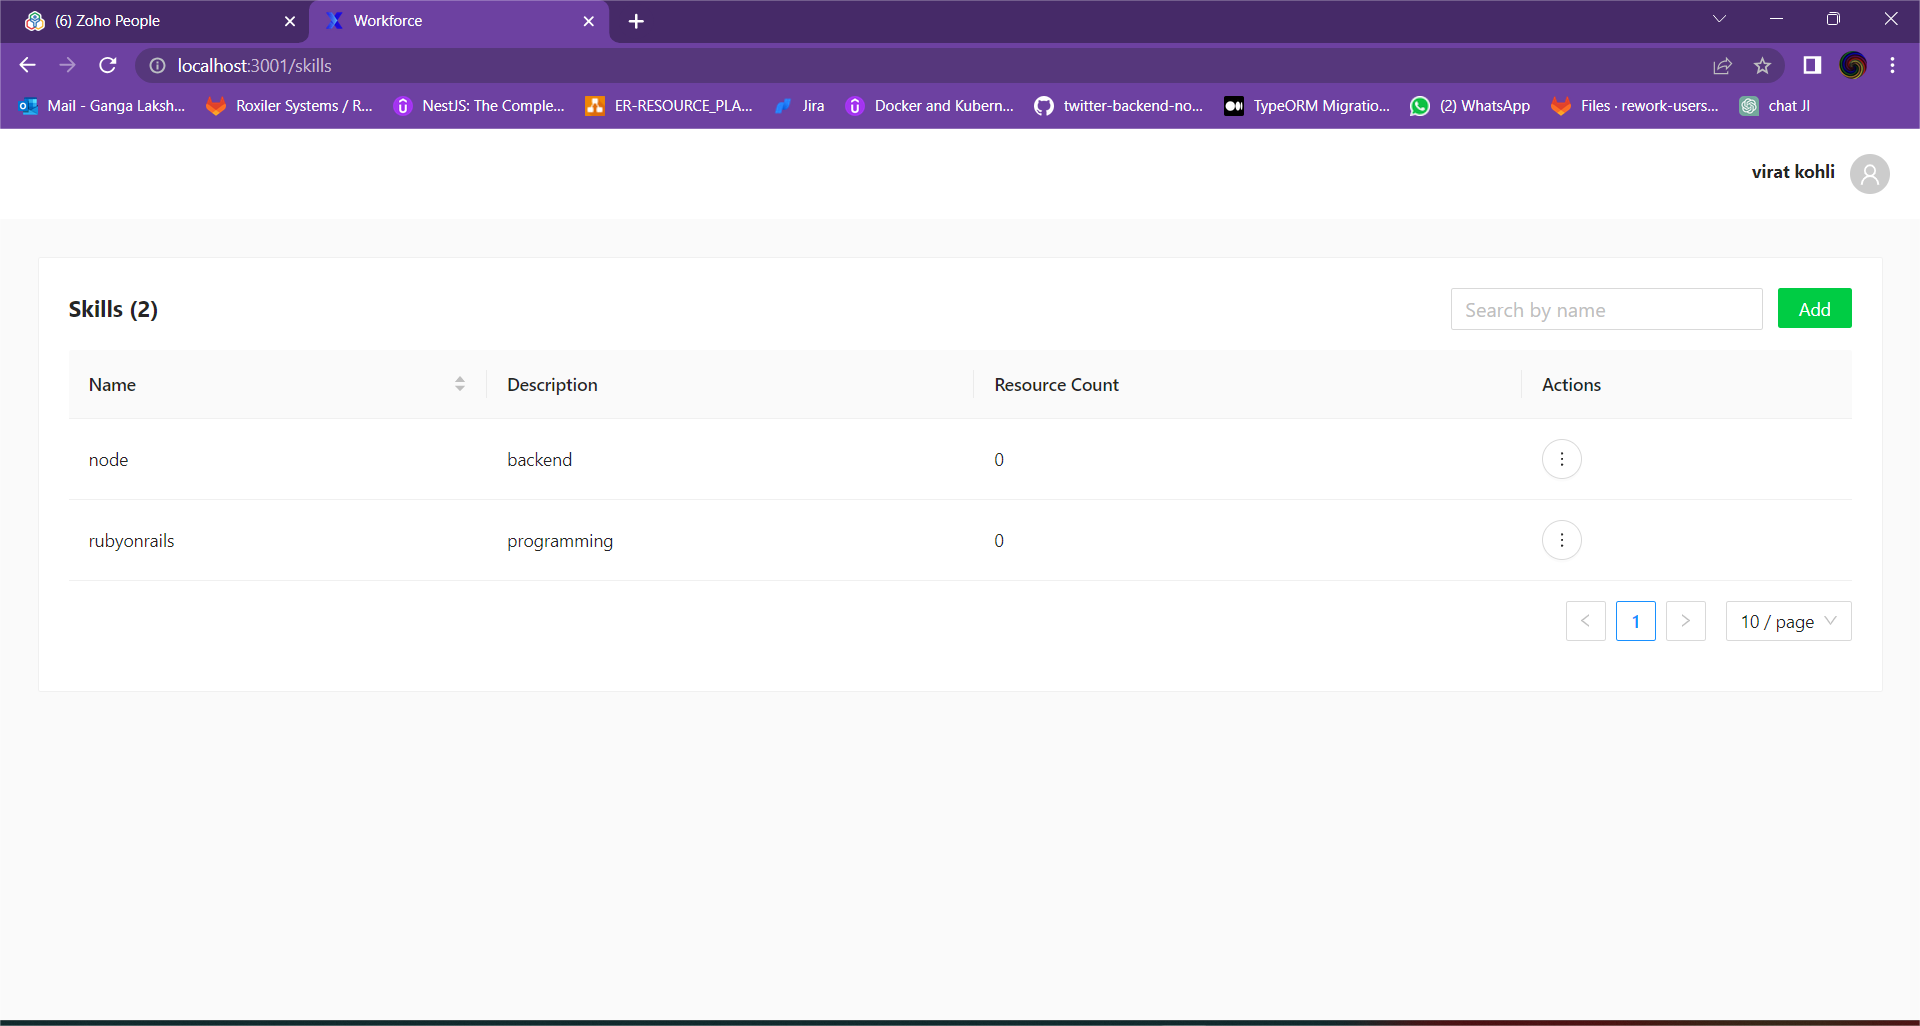 (6) Zoho People
Workforce
localhost:3001/skills
Mail - Ganga Laksh...
Roxiler Systems / R...
NestJS: The Comple...
ER-RESOURCE_PLA...
Jira
Docker and Kubern...
twitter-backend-no...
TypeORM Migratio...
(2) WhatsApp
Files · rework-users...
chat JI
virat kohli
Skills (2)
Search by name
Add
Name
Description
Resource Count
Actions
node
backend
0
rubyonrails
programming
0
1
10 / page